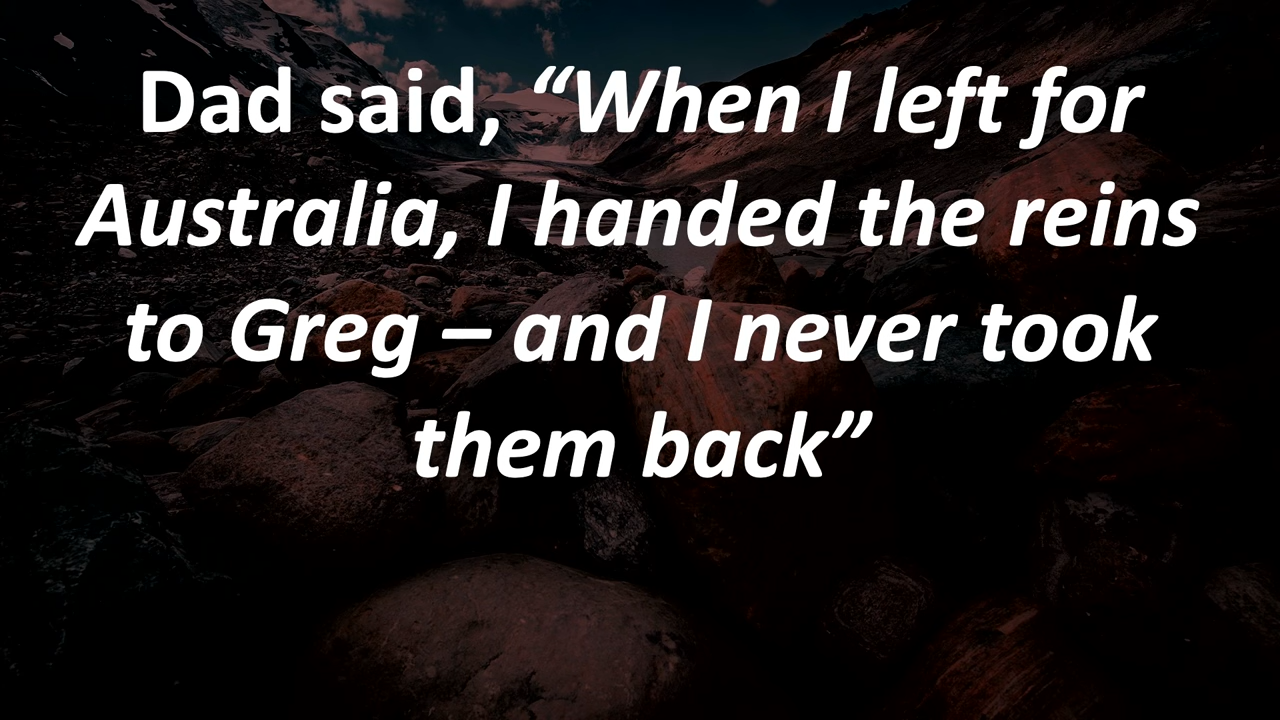 Dad said, “When I left for
Australia, I handed the reins
to Greg – and I never took
them back”